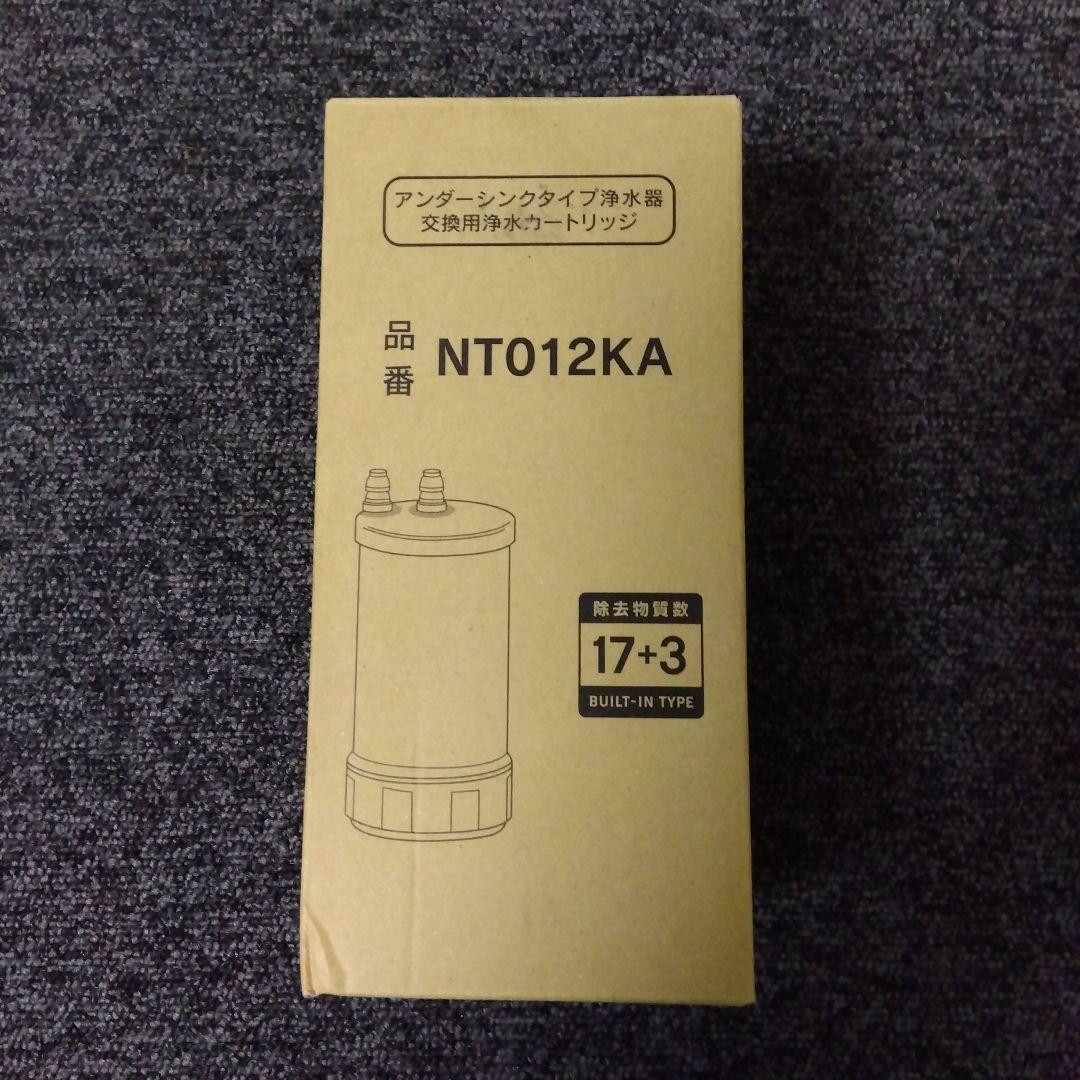 アンダーシンクタイプ浄水器
交換用浄水カートリッジ
品番 NT012KA
除去物質数
17+3
BUILT-IN TYPE